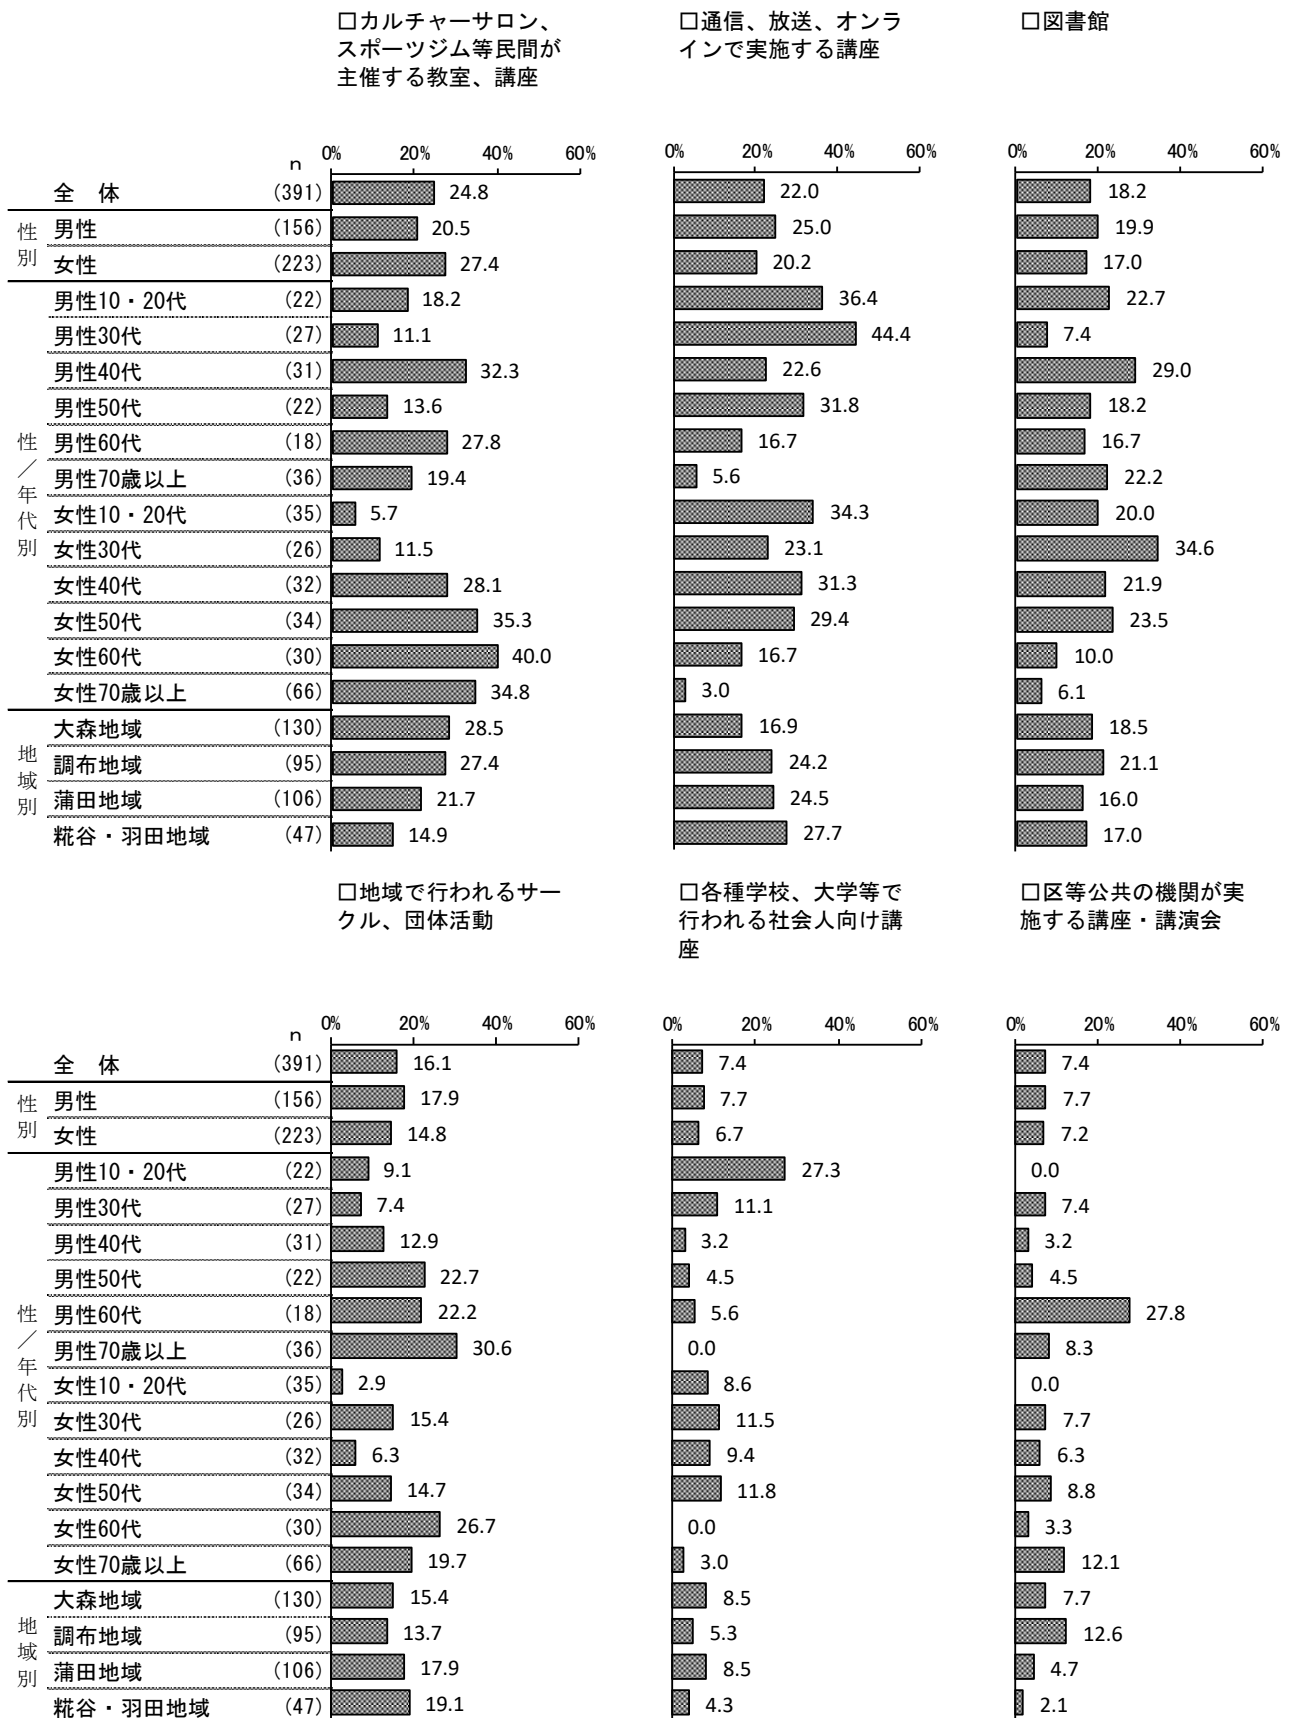 □カルチャーサロン、
スポーツジム等民間が
主催する教室、講座
□通信、放送、オンラ
インで実施する講座
□図書館
n 0% 20% 40% 60% 0% 20% 40% 60% 0% 20% 40% 60%
全 体 (391) 24.8 22.0 18.2
性別
男性 (156) 20.5 25.0 19.9
女性 (223) 27.4 20.2 17.0
性／年代別
男性10・20代 (22) 18.2 36.4 22.7
男性30代 (27) 11.1 44.4 7.4
男性40代 (31) 32.3 22.6 29.0
男性50代 (22) 13.6 31.8 18.2
男性60代 (18) 27.8 16.7 16.7
男性70歳以上 (36) 19.4 5.6 22.2
女性10・20代 (35) 5.7 34.3 20.0
女性30代 (26) 11.5 23.1 34.6
女性40代 (32) 28.1 31.3 21.9
女性50代 (34) 35.3 29.4 23.5
女性60代 (30) 40.0 16.7 10.0
女性70歳以上 (66) 34.8 3.0 6.1
地域別
大森地域 (130) 28.5 16.9 18.5
調布地域 (95) 27.4 24.2 21.1
蒲田地域 (106) 21.7 24.5 16.0
糀谷・羽田地域 (47) 14.9 27.7 17.0
□地域で行われるサー
クル、団体活動
□各種学校、大学等で
行われる社会人向け講
座
□区等公共の機関が実
施する講座・講演会
n 0% 20% 40% 60% 0% 20% 40% 60% 0% 20% 40% 60%
全 体 (391) 16.1 7.4 7.4
性別
男性 (156) 17.9 7.7 7.7
女性 (223) 14.8 6.7 7.2
性／年代別
男性10・20代 (22) 9.1 27.3 0.0
男性30代 (27) 7.4 11.1 7.4
男性40代 (31) 12.9 3.2 3.2
男性50代 (22) 22.7 4.5 4.5
男性60代 (18) 22.2 5.6 27.8
男性70歳以上 (36) 30.6 0.0 8.3
女性10・20代 (35) 2.9 8.6 0.0
女性30代 (26) 15.4 11.5 7.7
女性40代 (32) 6.3 9.4 6.3
女性50代 (34) 14.7 11.8 8.8
女性60代 (30) 26.7 0.0 3.3
女性70歳以上 (66) 19.7 3.0 12.1
地域別
大森地域 (130) 15.4 8.5 7.7
調布地域 (95) 13.7 5.3 12.6
蒲田地域 (106) 17.9 8.5 4.7
糀谷・羽田地域 (47) 19.1 4.3 2.1